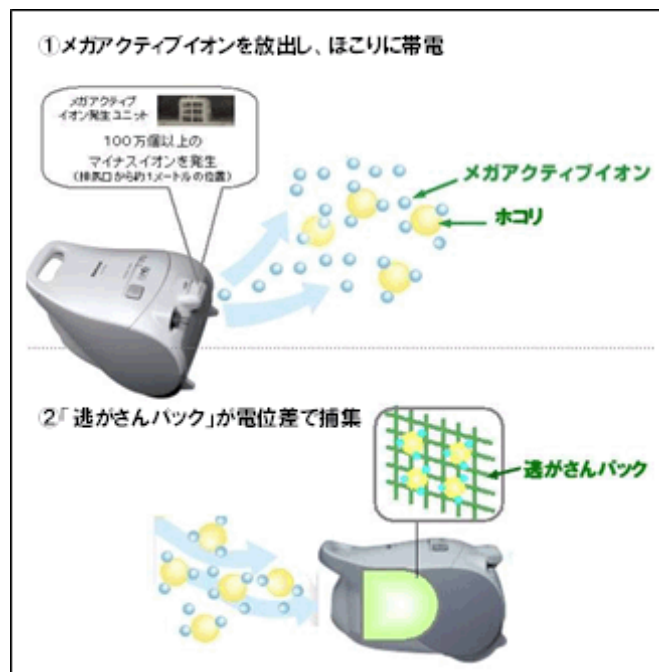 ①メガアクティブイオンを放出し、ほこりに帯電
メガアクティブ
イオン発生ユニット
100万個以上の
マイナスイオンを発生
(排気口から約1メートルの位置)
メガアクティブイオン
ホコリ
②「逃がさんパック」が電位差で捕集
逃がさんパック